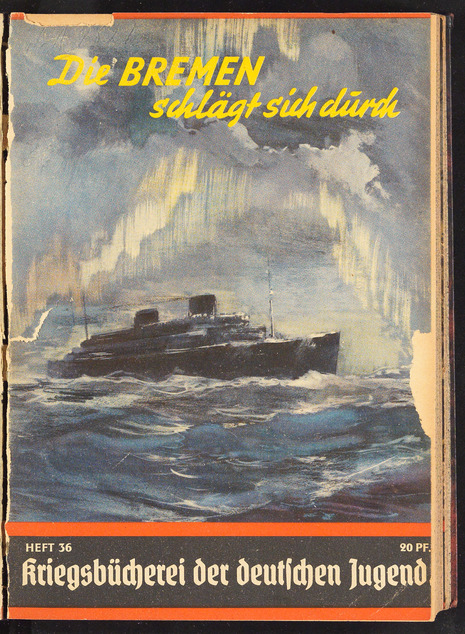 Die BREMEN
schlägt sich durch
HEFT 36
20 PF.
Kriegsbücherei der deutſchen Jugend